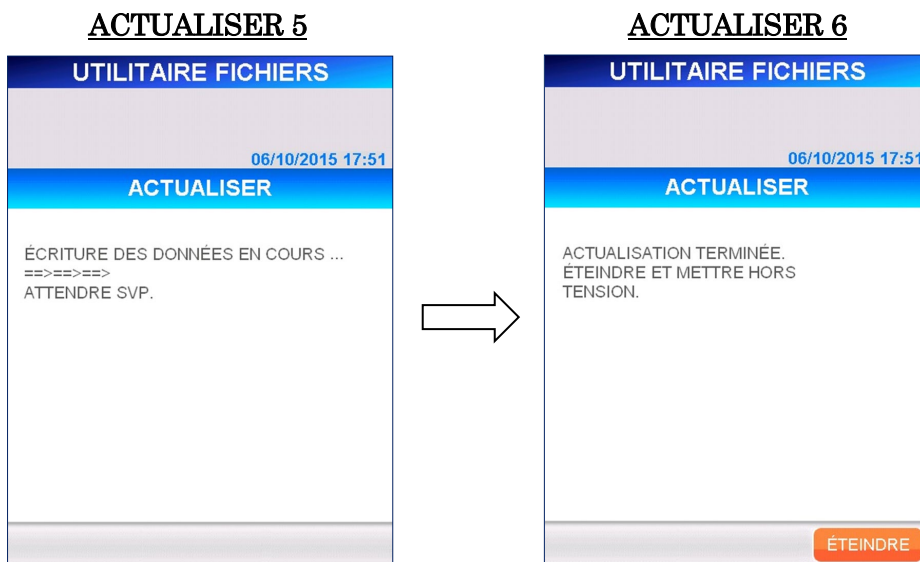 ACTUALISER 5
UTILITAIRE FICHIERS
06/10/2015 17:51
ACTUALISER
ÉCRITURE DES DONNÉES EN COURS ...
==>==>==>
ATTENDRE SVP.
ACTUALISER 6
UTILITAIRE FICHIERS
06/10/2015 17:51
ACTUALISER
ACTUALISATION TERMINÉE.
ÉTEINDRE ET METTRE HORS
TENSION.
ÉTEINDRE